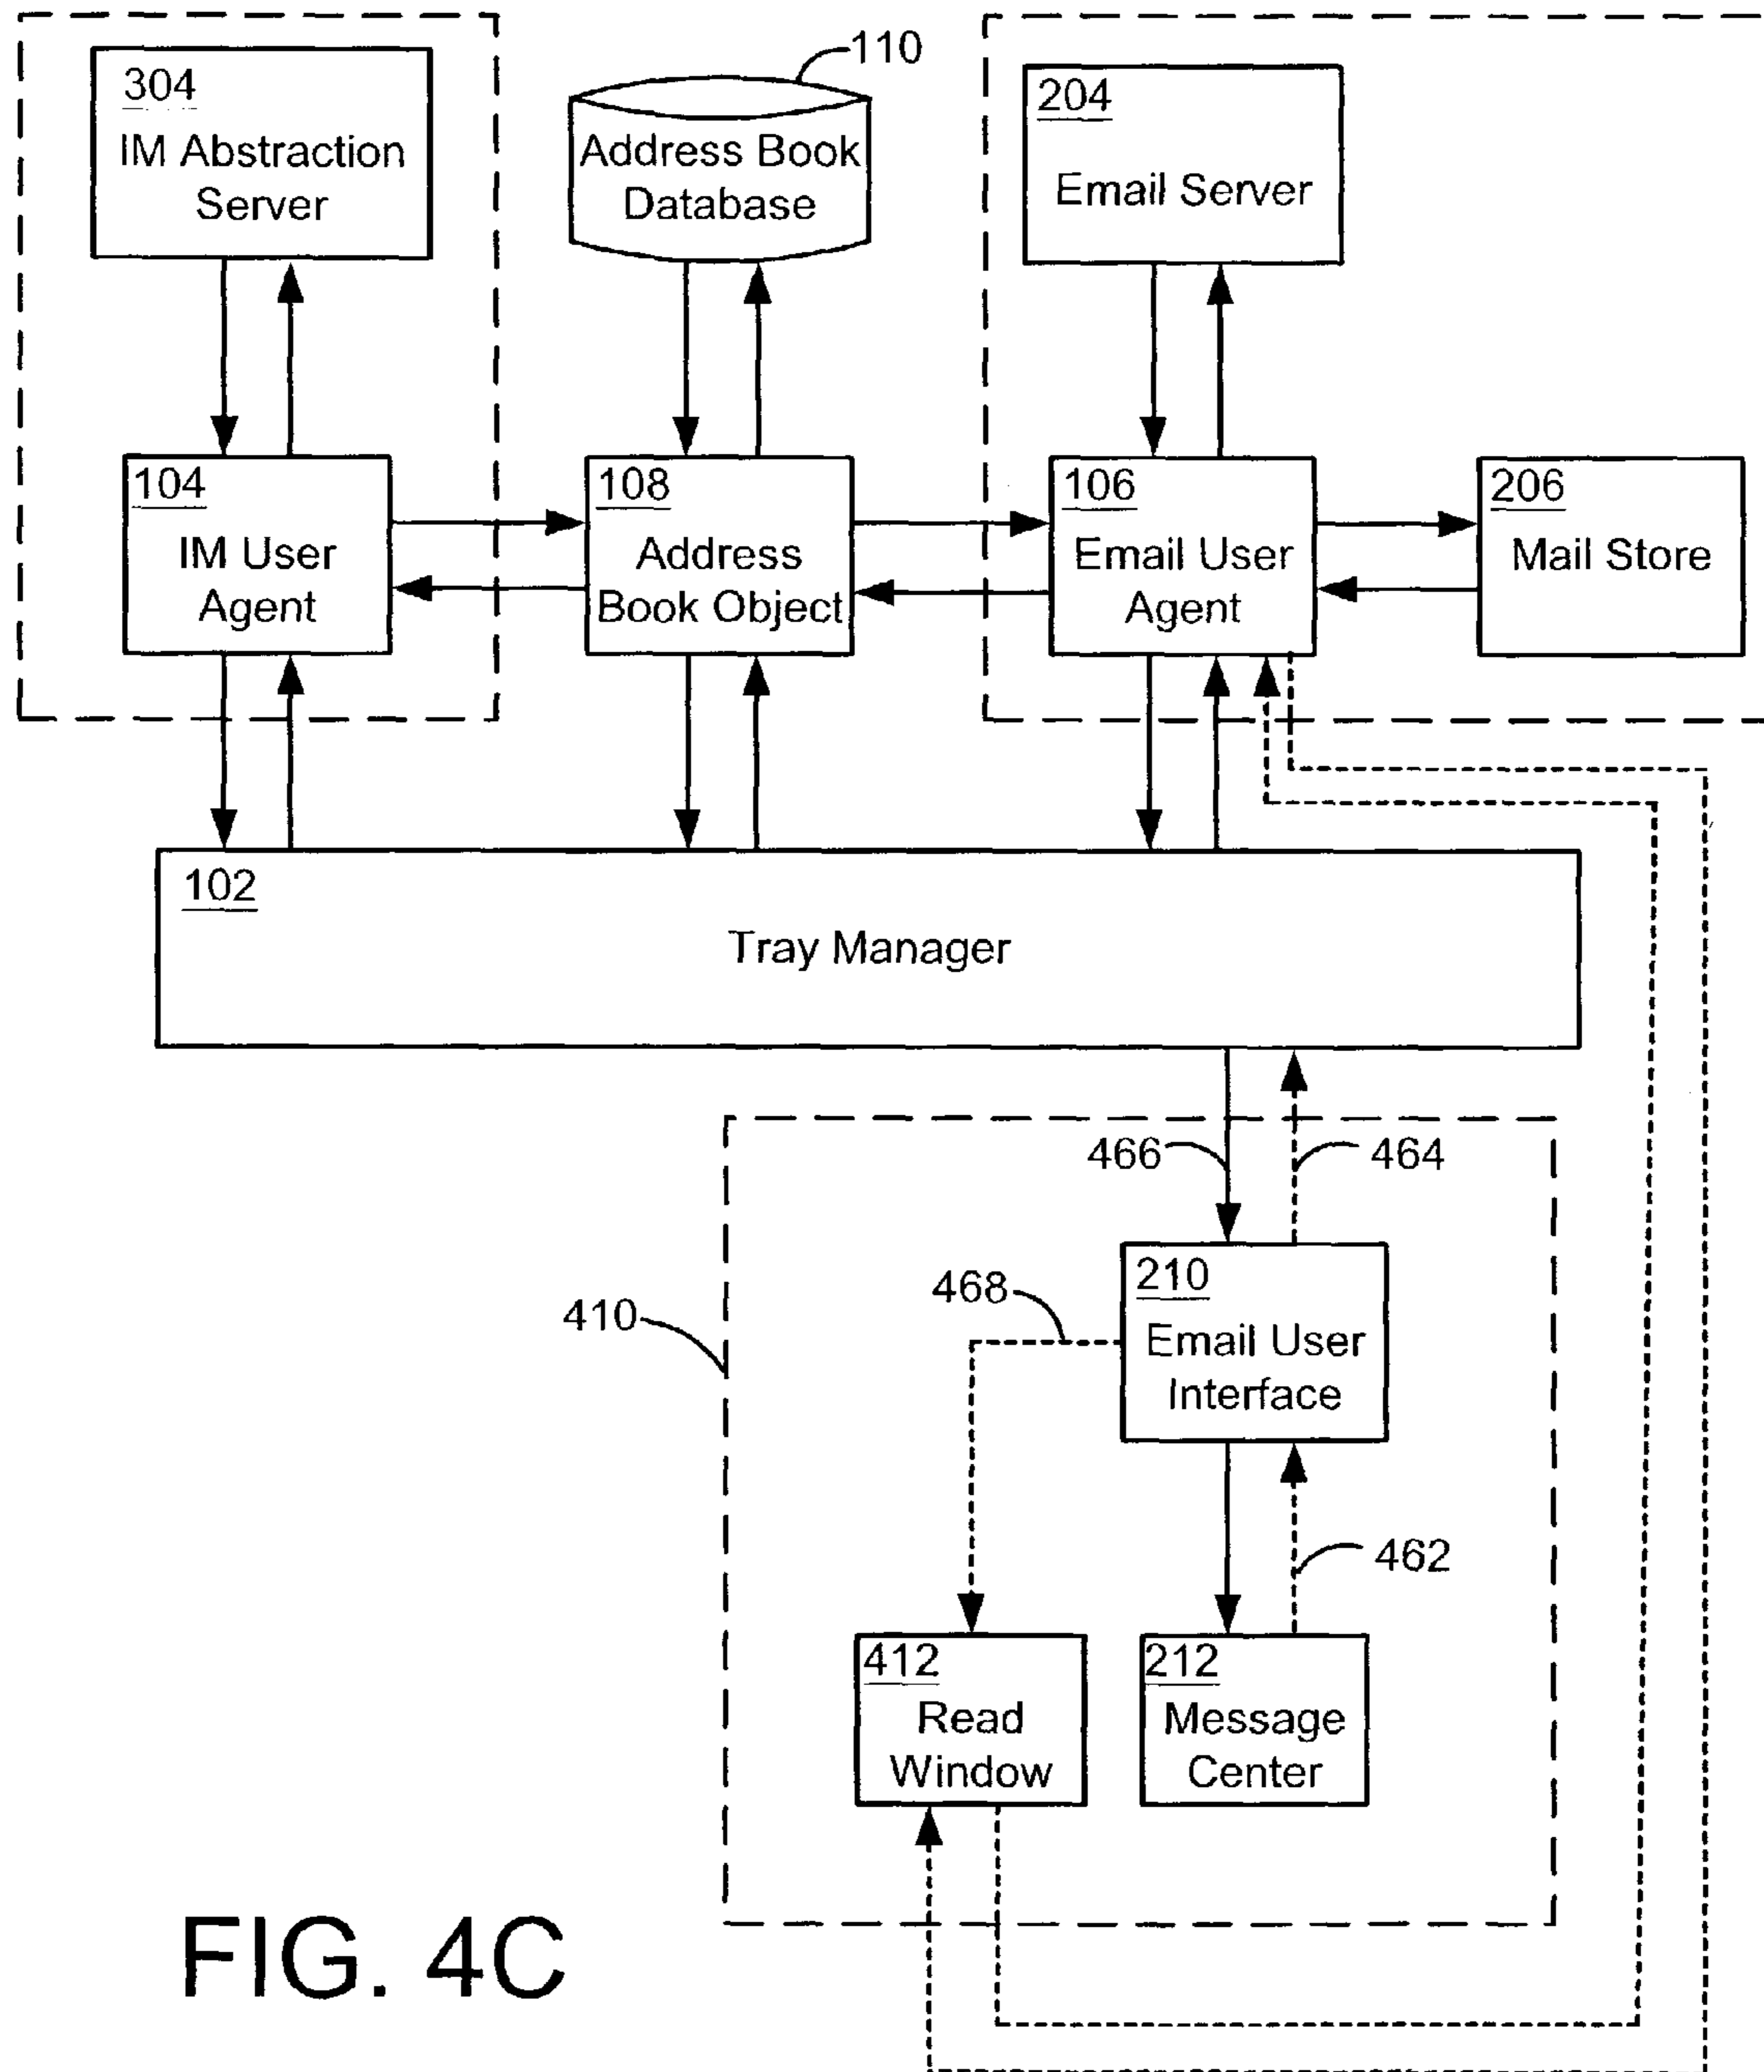 110
304
IM Abstraction
Server
Address Book
Database
204
Email Server
104
IM User
Agent
108
Address
Book Object
106
Email User
Agent
206
Mail Store
102
Tray Manager
466
464
210
Email User
Interface
468
410
462
412
Read
Window
212
Message
Center
FIG. 4C